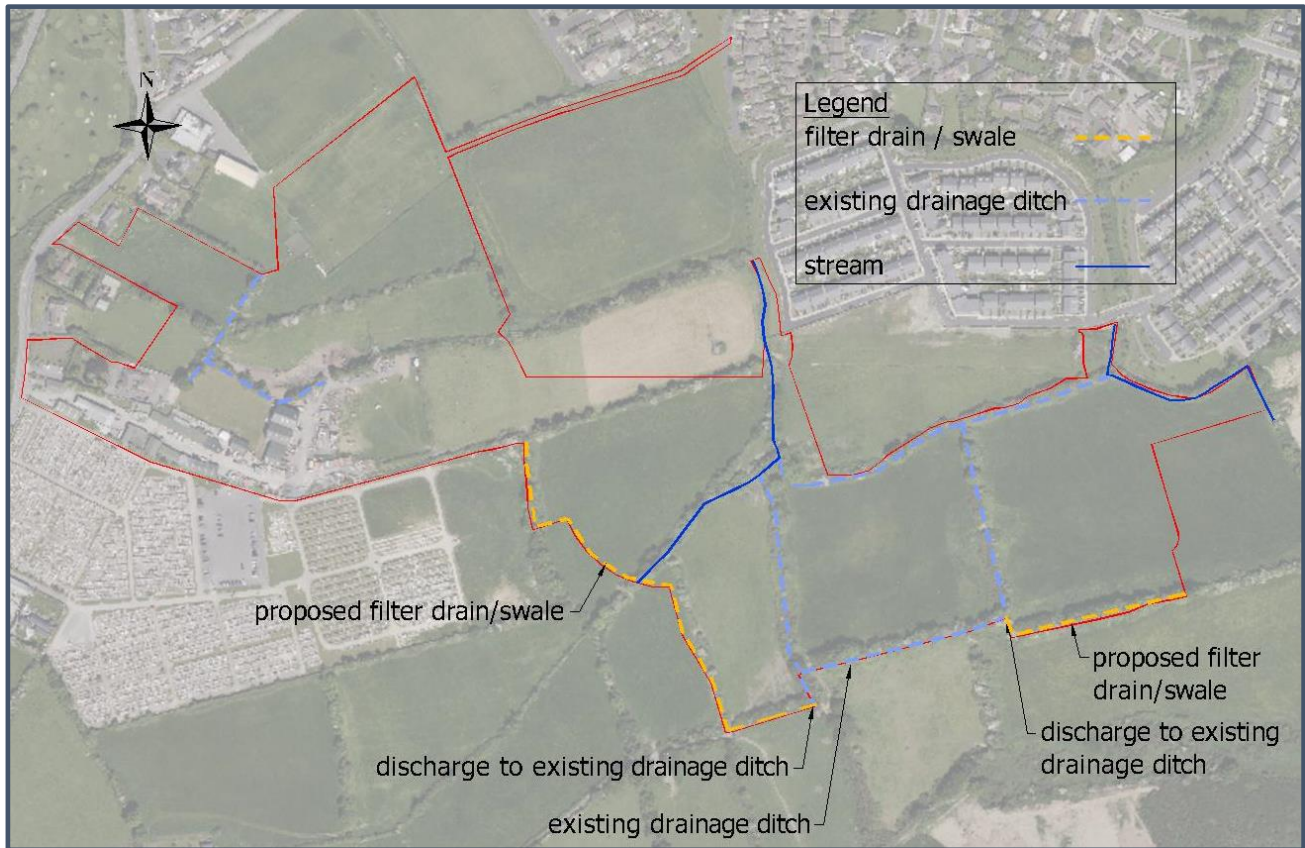 N
Legend
filter drain / swale
existing drainage ditch
stream
proposed filter drain/swale
proposed filter
drain/swale
discharge to existing
drainage ditch
discharge to existing drainage ditch
existing drainage ditch